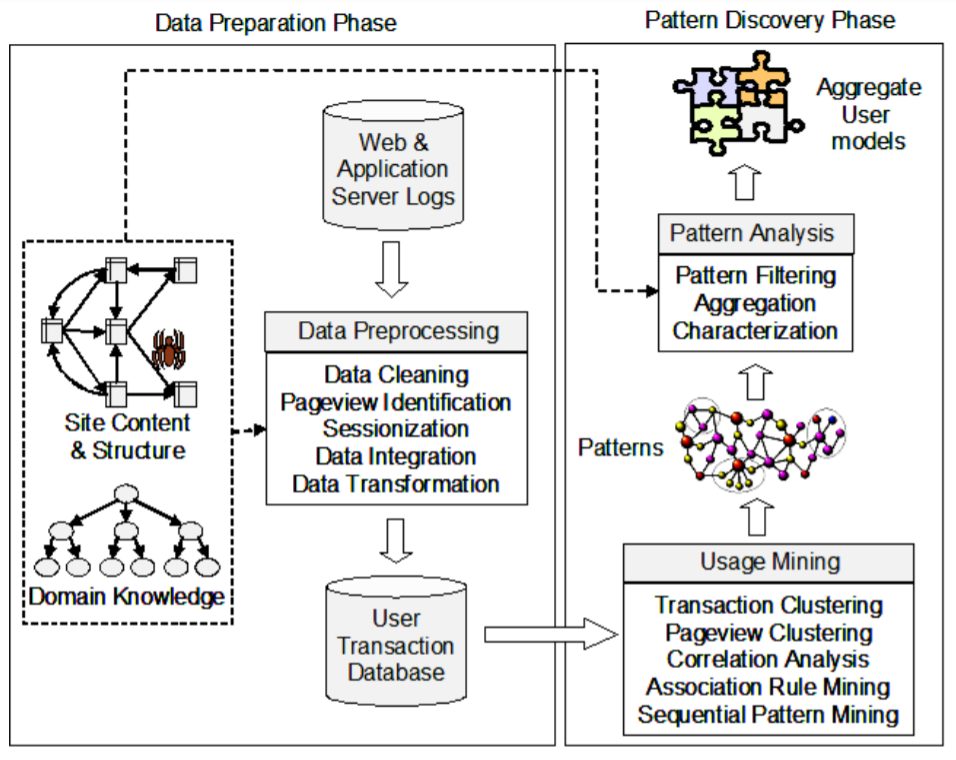 Data Preparation Phase
Web &
Application
Server Logs
Data Preprocessing
Data Cleaning
Pageview Identification
Sessionization
Data Integration
Data Transformation
Site Content
& Structure
Domain Knowledge
User
Transaction
Database
Pattern Discovery Phase
Aggregate
User
models
Pattern Analysis
Pattern Filtering
Aggregation
Characterization
Patterns
Usage Mining
Transaction Clustering
Pageview Clustering
Correlation Analysis
Association Rule Mining
Sequential Pattern Mining